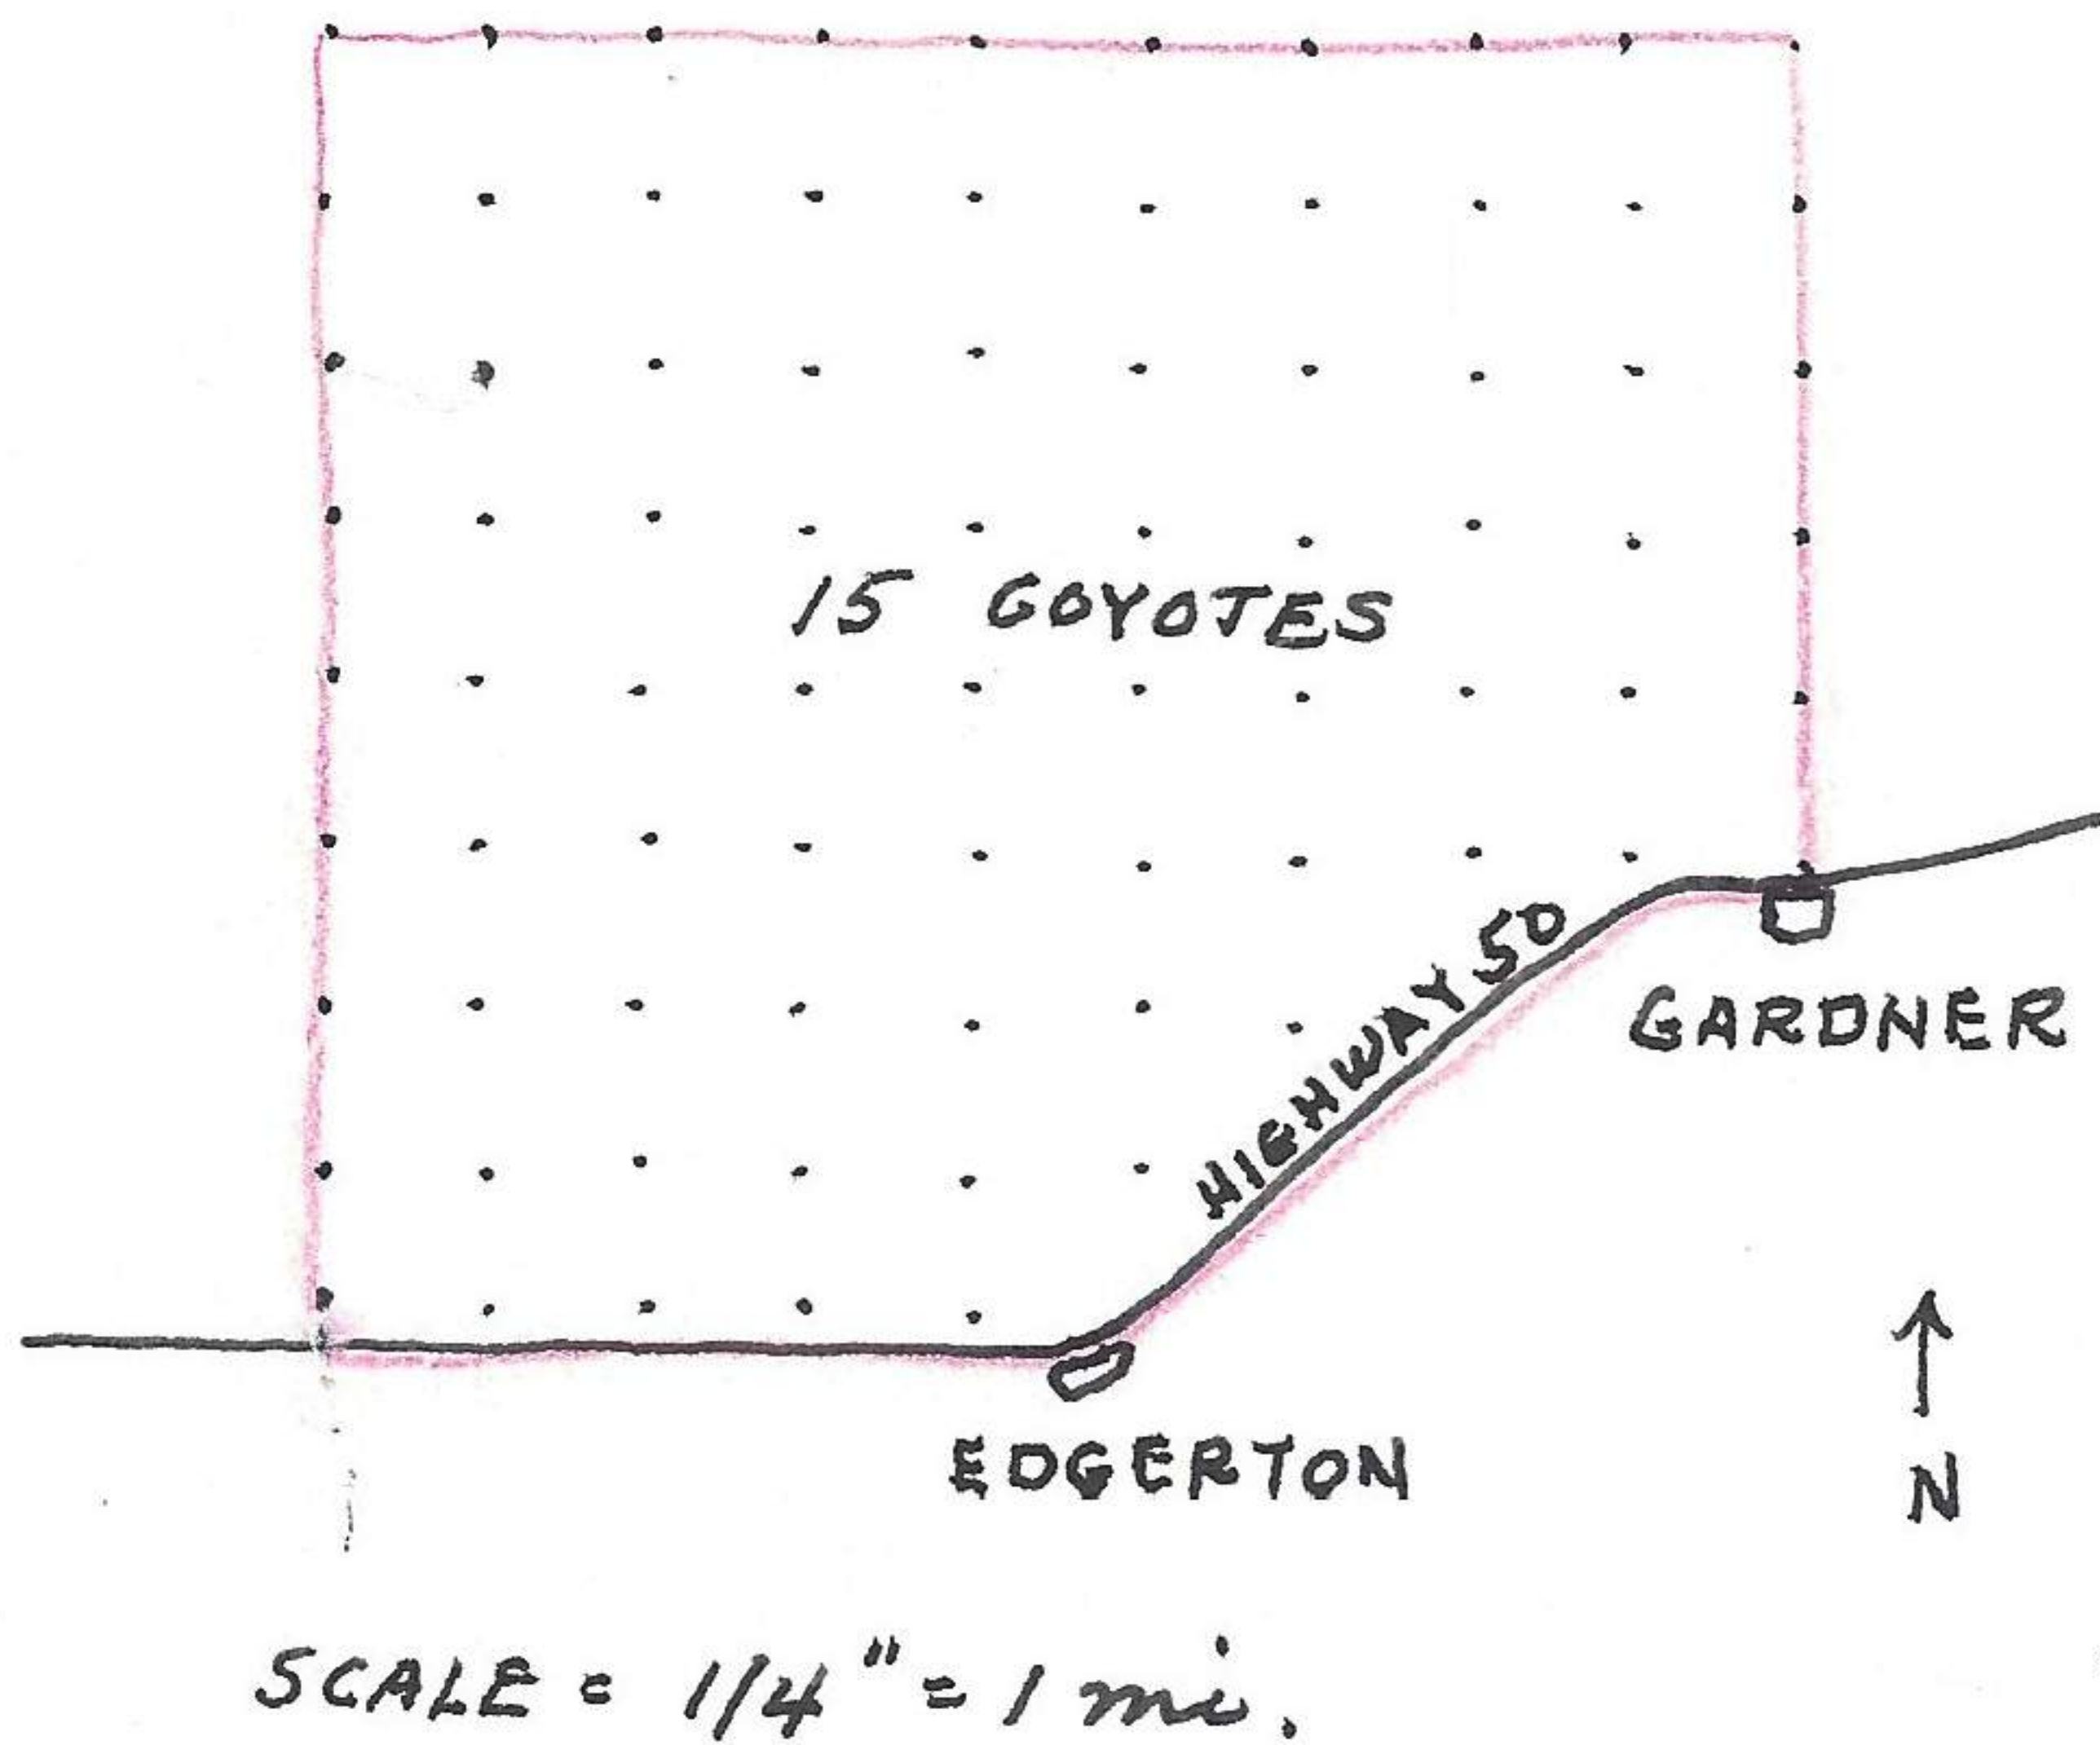 15 COYOTES
HIGHWAY 50
GARDNER
EDGERTON
N
SCALE = 1/4" = 1 mi.